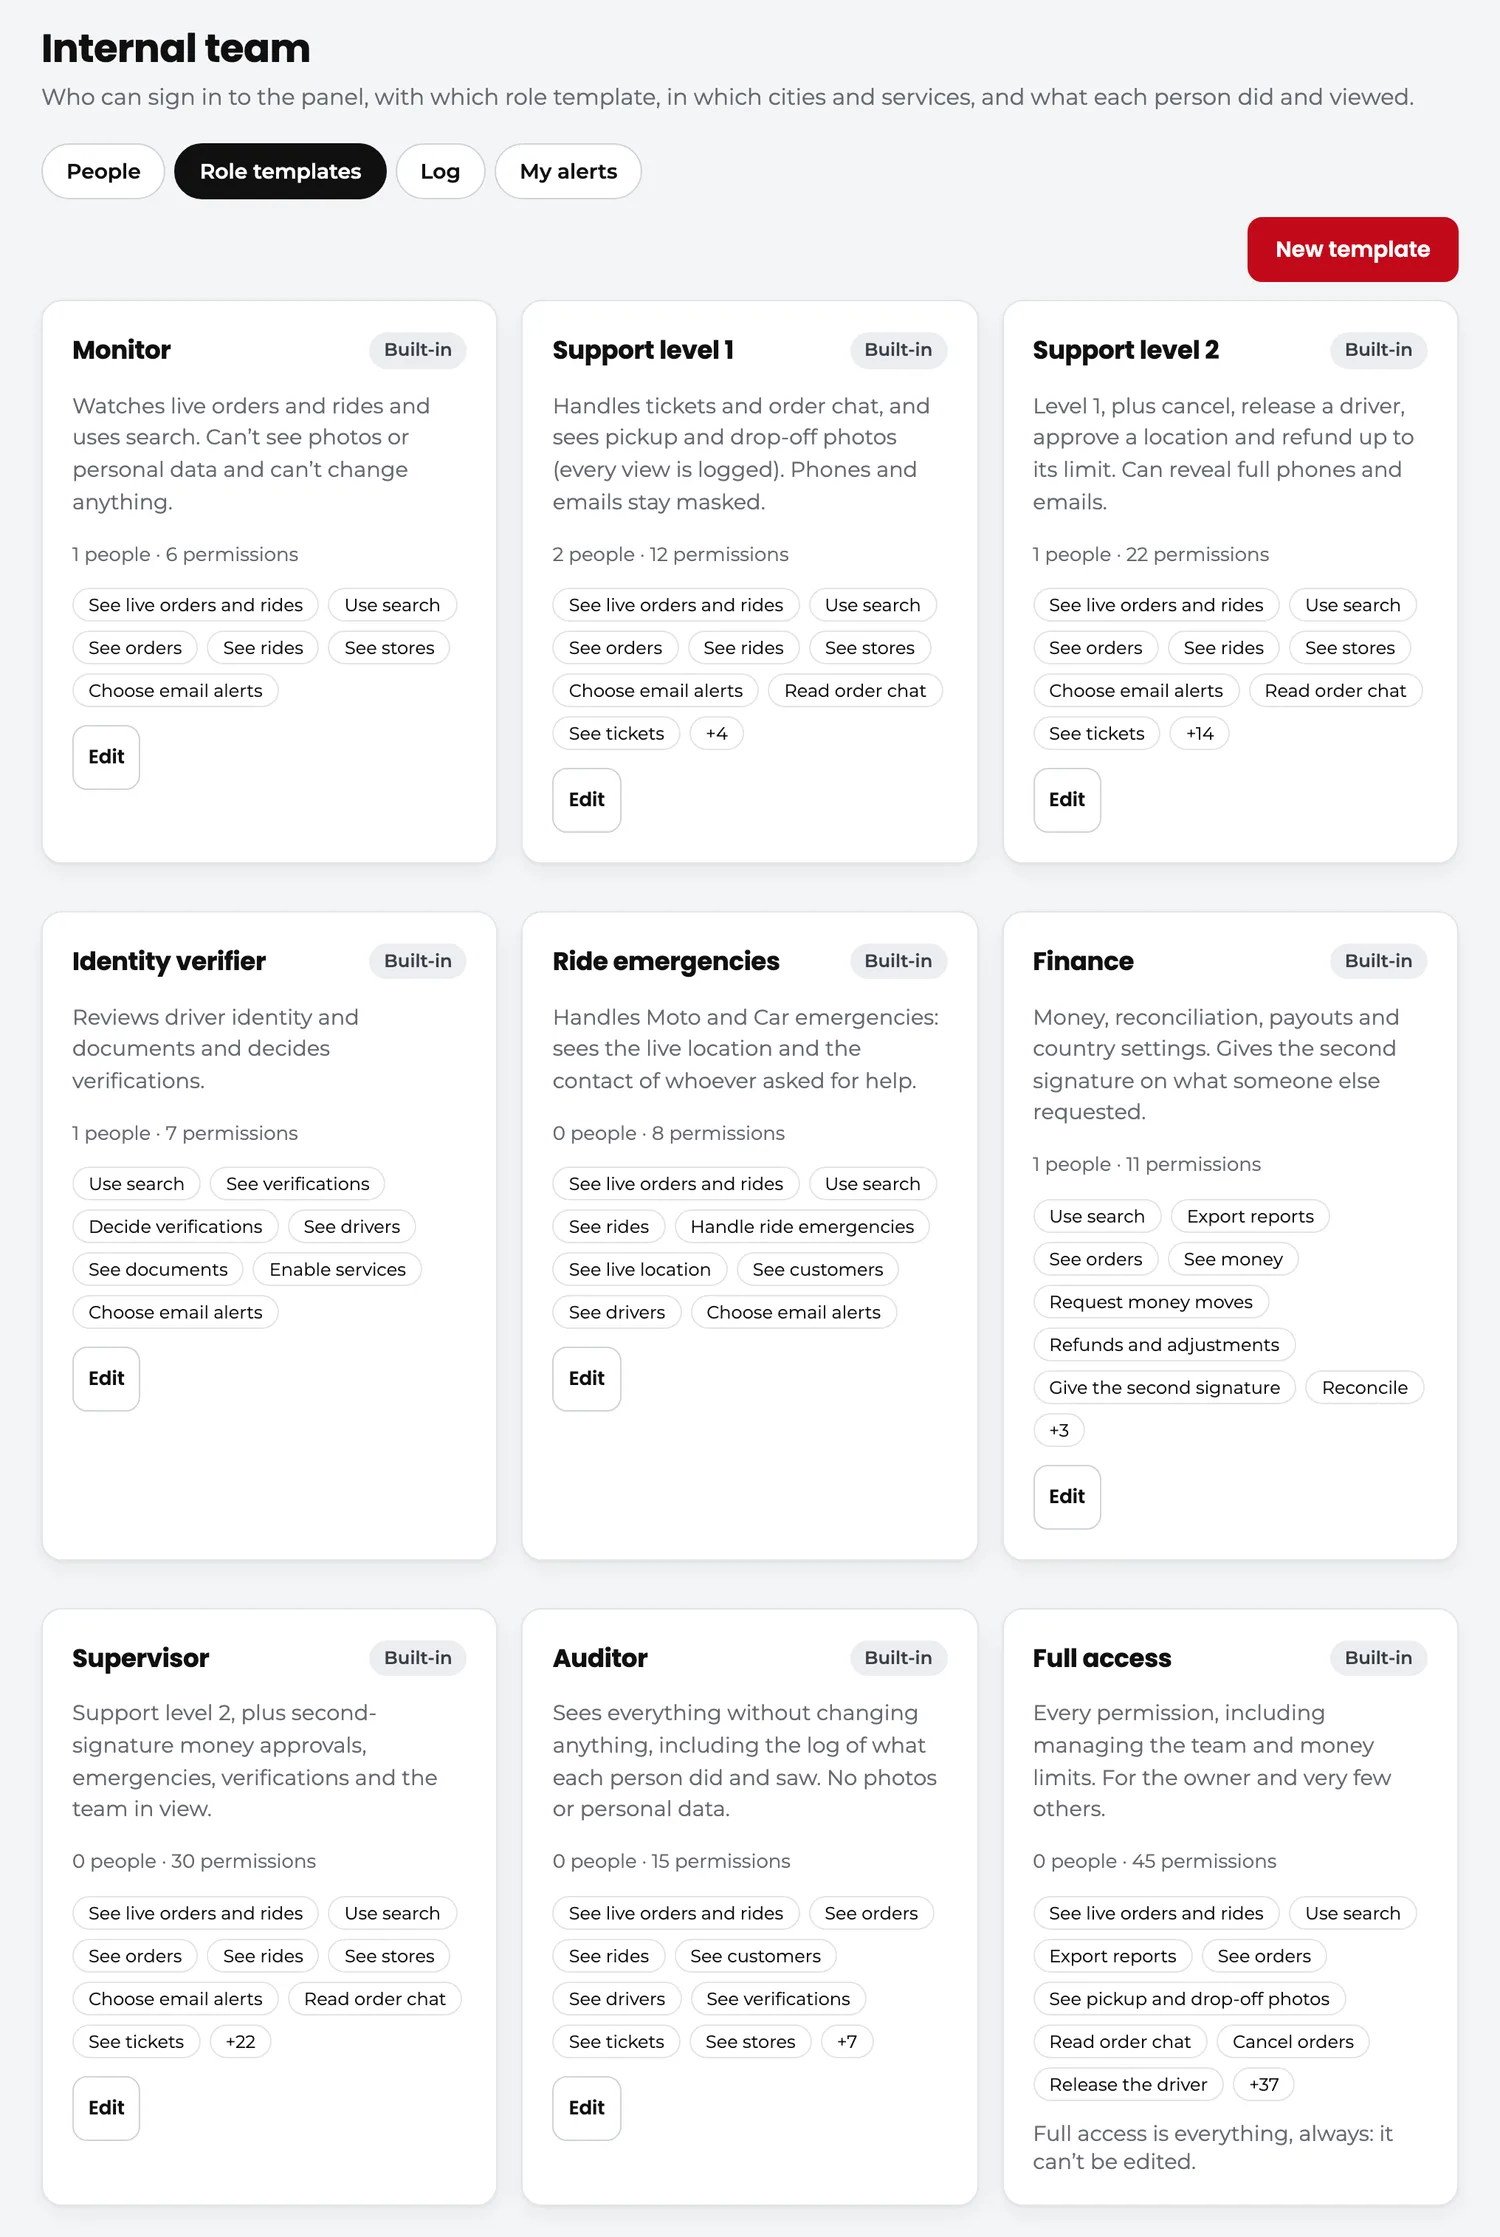 Internal team
Who can sign in to the panel, with which role template, in which cities and services, and what each person did and viewed.
People
Role templates
Log
My alerts
New template
Monitor
Built-in
Watches live orders and rides and
uses search. Can’t see photos or
personal data and can’t change
anything.
1 people · 6 permissions
See live orders and rides
Use search
See orders
See rides
See stores
Choose email alerts
Edit
Support level 1
Built-in
Handles tickets and order chat, and
sees pickup and drop-off photos
(every view is logged). Phones and
emails stay masked.
2 people · 12 permissions
See live orders and rides
Use search
See orders
See rides
See stores
Choose email alerts
Read order chat
See tickets
+4
Edit
Support level 2
Built-in
Level 1, plus cancel, release a driver,
approve a location and refund up to
its limit. Can reveal full phones and
emails.
1 people · 22 permissions
See live orders and rides
Use search
See orders
See rides
See stores
Choose email alerts
Read order chat
See tickets
+14
Edit
Identity verifier
Built-in
Reviews driver identity and
documents and decides
verifications.
1 people · 7 permissions
Use search
See verifications
Decide verifications
See drivers
See documents
Enable services
Choose email alerts
Edit
Ride emergencies
Built-in
Handles Moto and Car emergencies:
sees the live location and the
contact of whoever asked for help.
0 people · 8 permissions
See live orders and rides
Use search
See rides
Handle ride emergencies
See live location
See customers
See drivers
Choose email alerts
Edit
Finance
Built-in
Money, reconciliation, payouts and
country settings. Gives the second
signature on what someone else
requested.
1 people · 11 permissions
Use search
Export reports
See orders
See money
Request money moves
Refunds and adjustments
Give the second signature
Reconcile
+3
Edit
Supervisor
Built-in
Support level 2, plus second-
signature money approvals,
emergencies, verifications and the
team in view.
0 people · 30 permissions
See live orders and rides
Use search
See orders
See rides
See stores
Choose email alerts
Read order chat
See tickets
+22
Edit
Auditor
Built-in
Sees everything without changing
anything, including the log of what
each person did and saw. No photos
or personal data.
0 people · 15 permissions
See live orders and rides
See orders
See rides
See customers
See drivers
See verifications
See tickets
See stores
+7
Edit
Full access
Built-in
Every permission, including
managing the team and money
limits. For the owner and very few
others.
0 people · 45 permissions
See live orders and rides
Use search
Export reports
See orders
See pickup and drop-off photos
Read order chat
Cancel orders
Release the driver
+37
Full access is everything, always: it
can’t be edited.